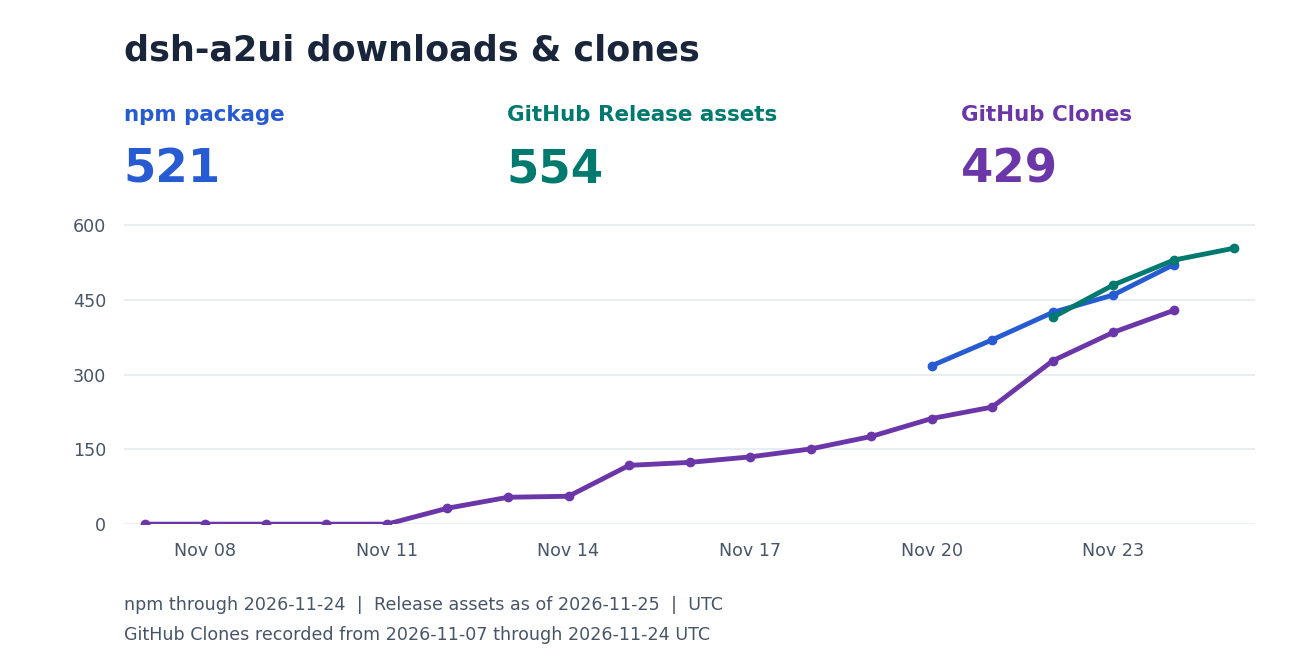 dsh-a2ui downloads & clones
npm package
GitHub Release assets
GitHub Clones
521
554
429
600
450
300
150
0
Nov 08
Nov 11
Nov 14
Nov 17
Nov 20
Nov 23
npm through 2026-11-24 | Release assets as of 2026-11-25 | UTC
GitHub Clones recorded from 2026-11-07 through 2026-11-24 UTC